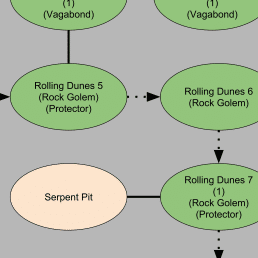 (1)
(Vagabond)
(1)
(Vagabond)
Rolling Dunes 5
(Rock Golem)
(Protector)
Rolling Dunes 6
(Rock Golem)
Serpent Pit
Rolling Dunes 7
(1)
(Rock Golem)
(Protector)